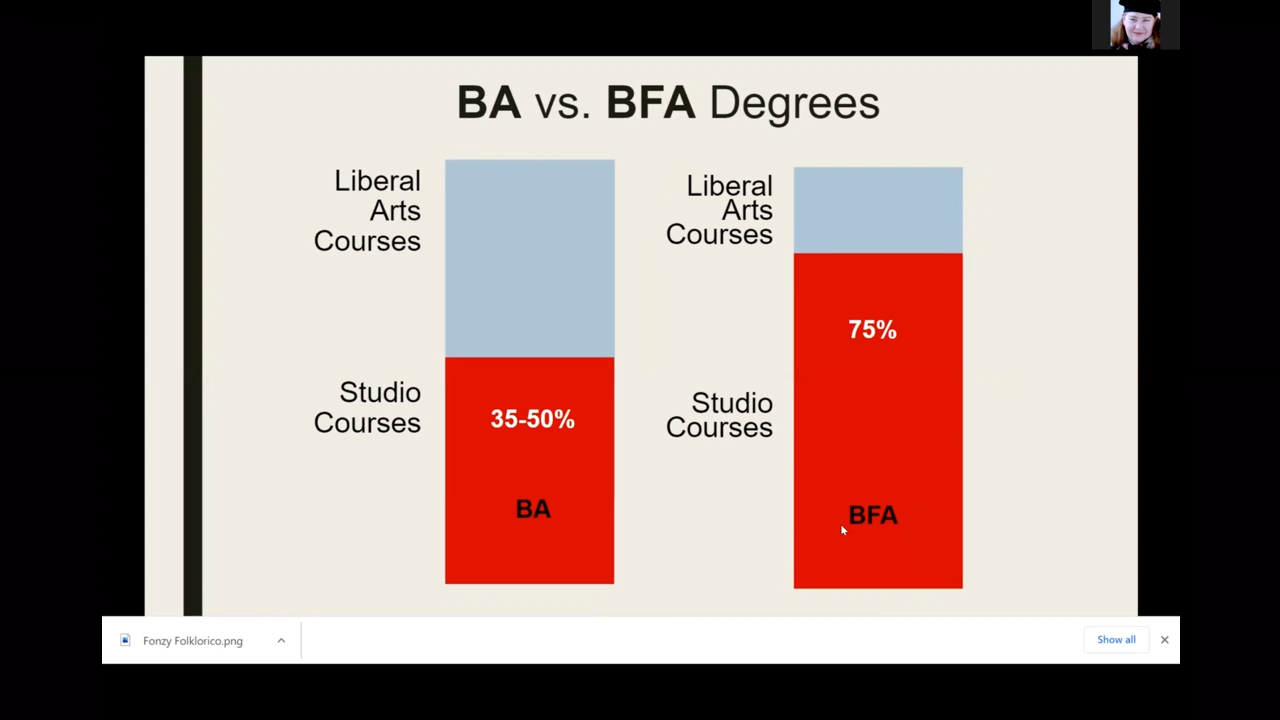 BA vs. BFA Degrees
Liberal
Arts
Courses
Studio
Courses
35-50%
BA
Liberal
Arts
Courses
75%
Studio
Courses
BFA
Fonzy Folklorico.png
Show all